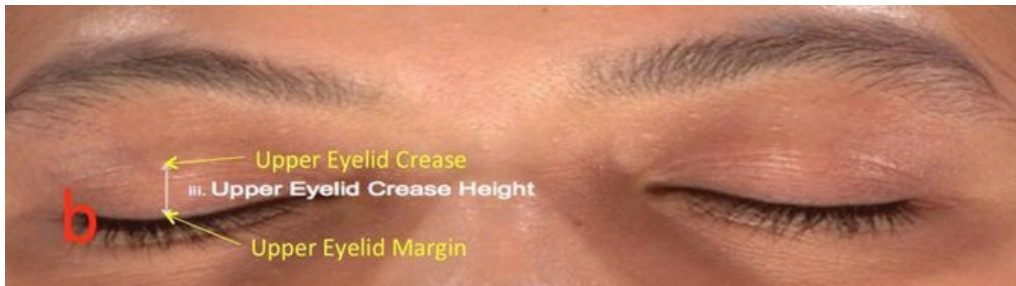 Upper Eyelid Crease
iii. Upper Eyelid Crease Height
b
Upper Eyelid Margin